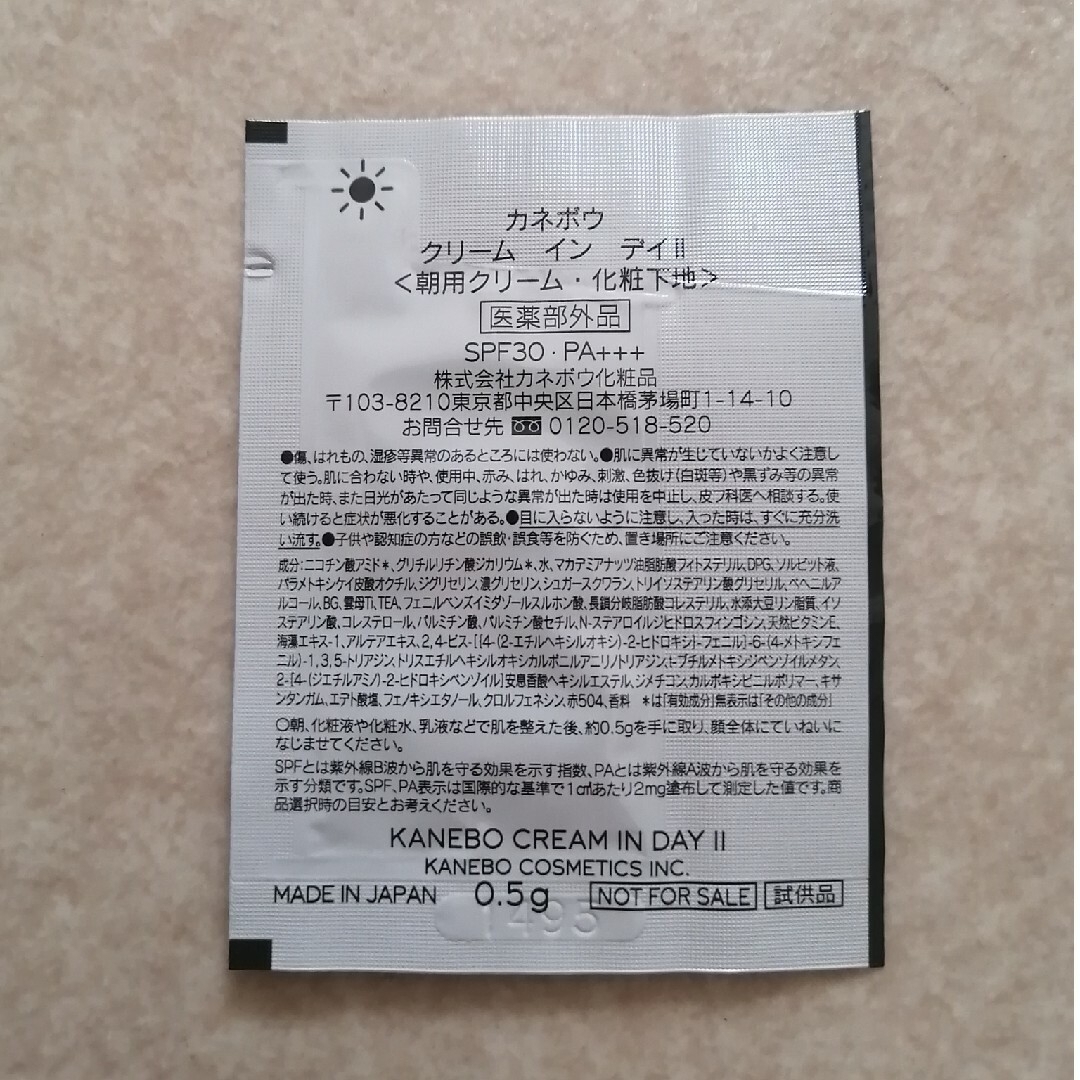 カネボウ
クリーム イン デイⅡ
<朝用クリーム・化粧下地>
医薬部外品
SPF30・PA+++
株式会社カネボウ化粧品
〒103-8210東京都中央区日本橋茅場町1-14-10
お問合せ先 0120-518-520
●傷、はれもの、湿疹等異常のあるところには使わない。●肌に異常が生じていないかよく注意し
て使う。肌に合わない時や、使用中、赤み、はれ、かゆみ、刺激、色抜け(白斑等)や黒ずみ等の異常
が出た時、また日光があたって同じような異常が出た時は使用を中止し、皮フ科医へ相談する。使
い続けると症状が悪化することがある。●目に入らないように注意し、入った時は、すぐに充分洗
い流す。●子供や認知症の方などの誤飲・誤食等を防ぐため、置き場所にご注意ください。
成分:ニコチン酸アミド*、グリチルリチン酸ジカリウム*、水、マカデミアナッツ油脂肪酸フィトステリル、DPG、ソルビット液、
パラメトキシケイ皮酸オクチル、ジグリセリン、濃グリセリン、シュガースクワラン、トリイソステアリン酸グリセリル、ベヘニルア
ルコール、BG、雲母Ti、TEA、フェニルベンズイミダゾールスルホン酸、長鎖分岐脂肪酸コレステリル、水添大豆リン脂質、イソ
ステアリン酸、コレステロール、パルミチン酸、パルミチン酸セチル、N-ステアロイルジヒドロスフィンゴシン、天然ビタミンE、
海藻エキス-1、アルテアエキス、2,4-ビス-[{4-(2-エチルヘキシルオキシ)-2-ヒドロキシ}-フェニル]-6-(4-メトキシフェ
ニル)-1,3,5-トリアジン、トリスエチルヘキシルオキシカルボニルアニリノトリアジン、t-ブチルメトキシジベンゾイルメタン、
2-[4-(ジエチルアミノ)-2-ヒドロキシベンゾイル]安息香酸ヘキシルエステル、ジメチコン、カルボキシビニルポリマー、キサ
ンタンガム、エデト酸塩、フェノキシエタノール、クロルフェネシン、赤504、香料 *は「有効成分」無表示は「その他の成分」
○朝、化粧液や化粧水、乳液などで肌を整えた後、約0.5gを手に取り、顔全体にていねいに
なじませてください。
SPFとは紫外線B波から肌を守る効果を示す指数、PAとは紫外線A波から肌を守る効果を
示す分類です。SPF、PA表示は国際的な基準で1c㎡あたり2mg塗布して測定した値です。商
品選択時の目安とお考えください。
KANEBO CREAM IN DAY II
KANEBO COSMETICS INC.
MADE IN JAPAN 0.5g NOT FOR SALE 試供品
1495